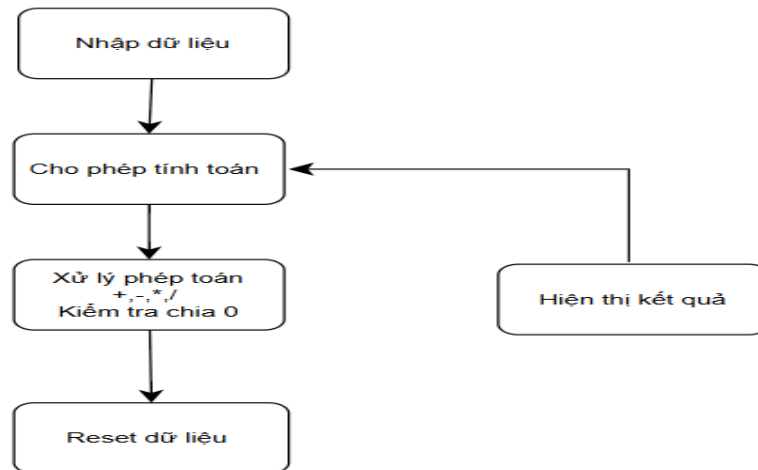 Nhập dữ liệu
Cho phép tính toán
Xử lý phép toán
+,-,*,/
Kiểm tra chia 0
Hiện thị kết quả
Reset dữ liệu